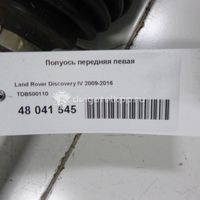 Полуось передняя левая
Land Rover Discovery IV 2009-2016
TDB500110
48 041 545